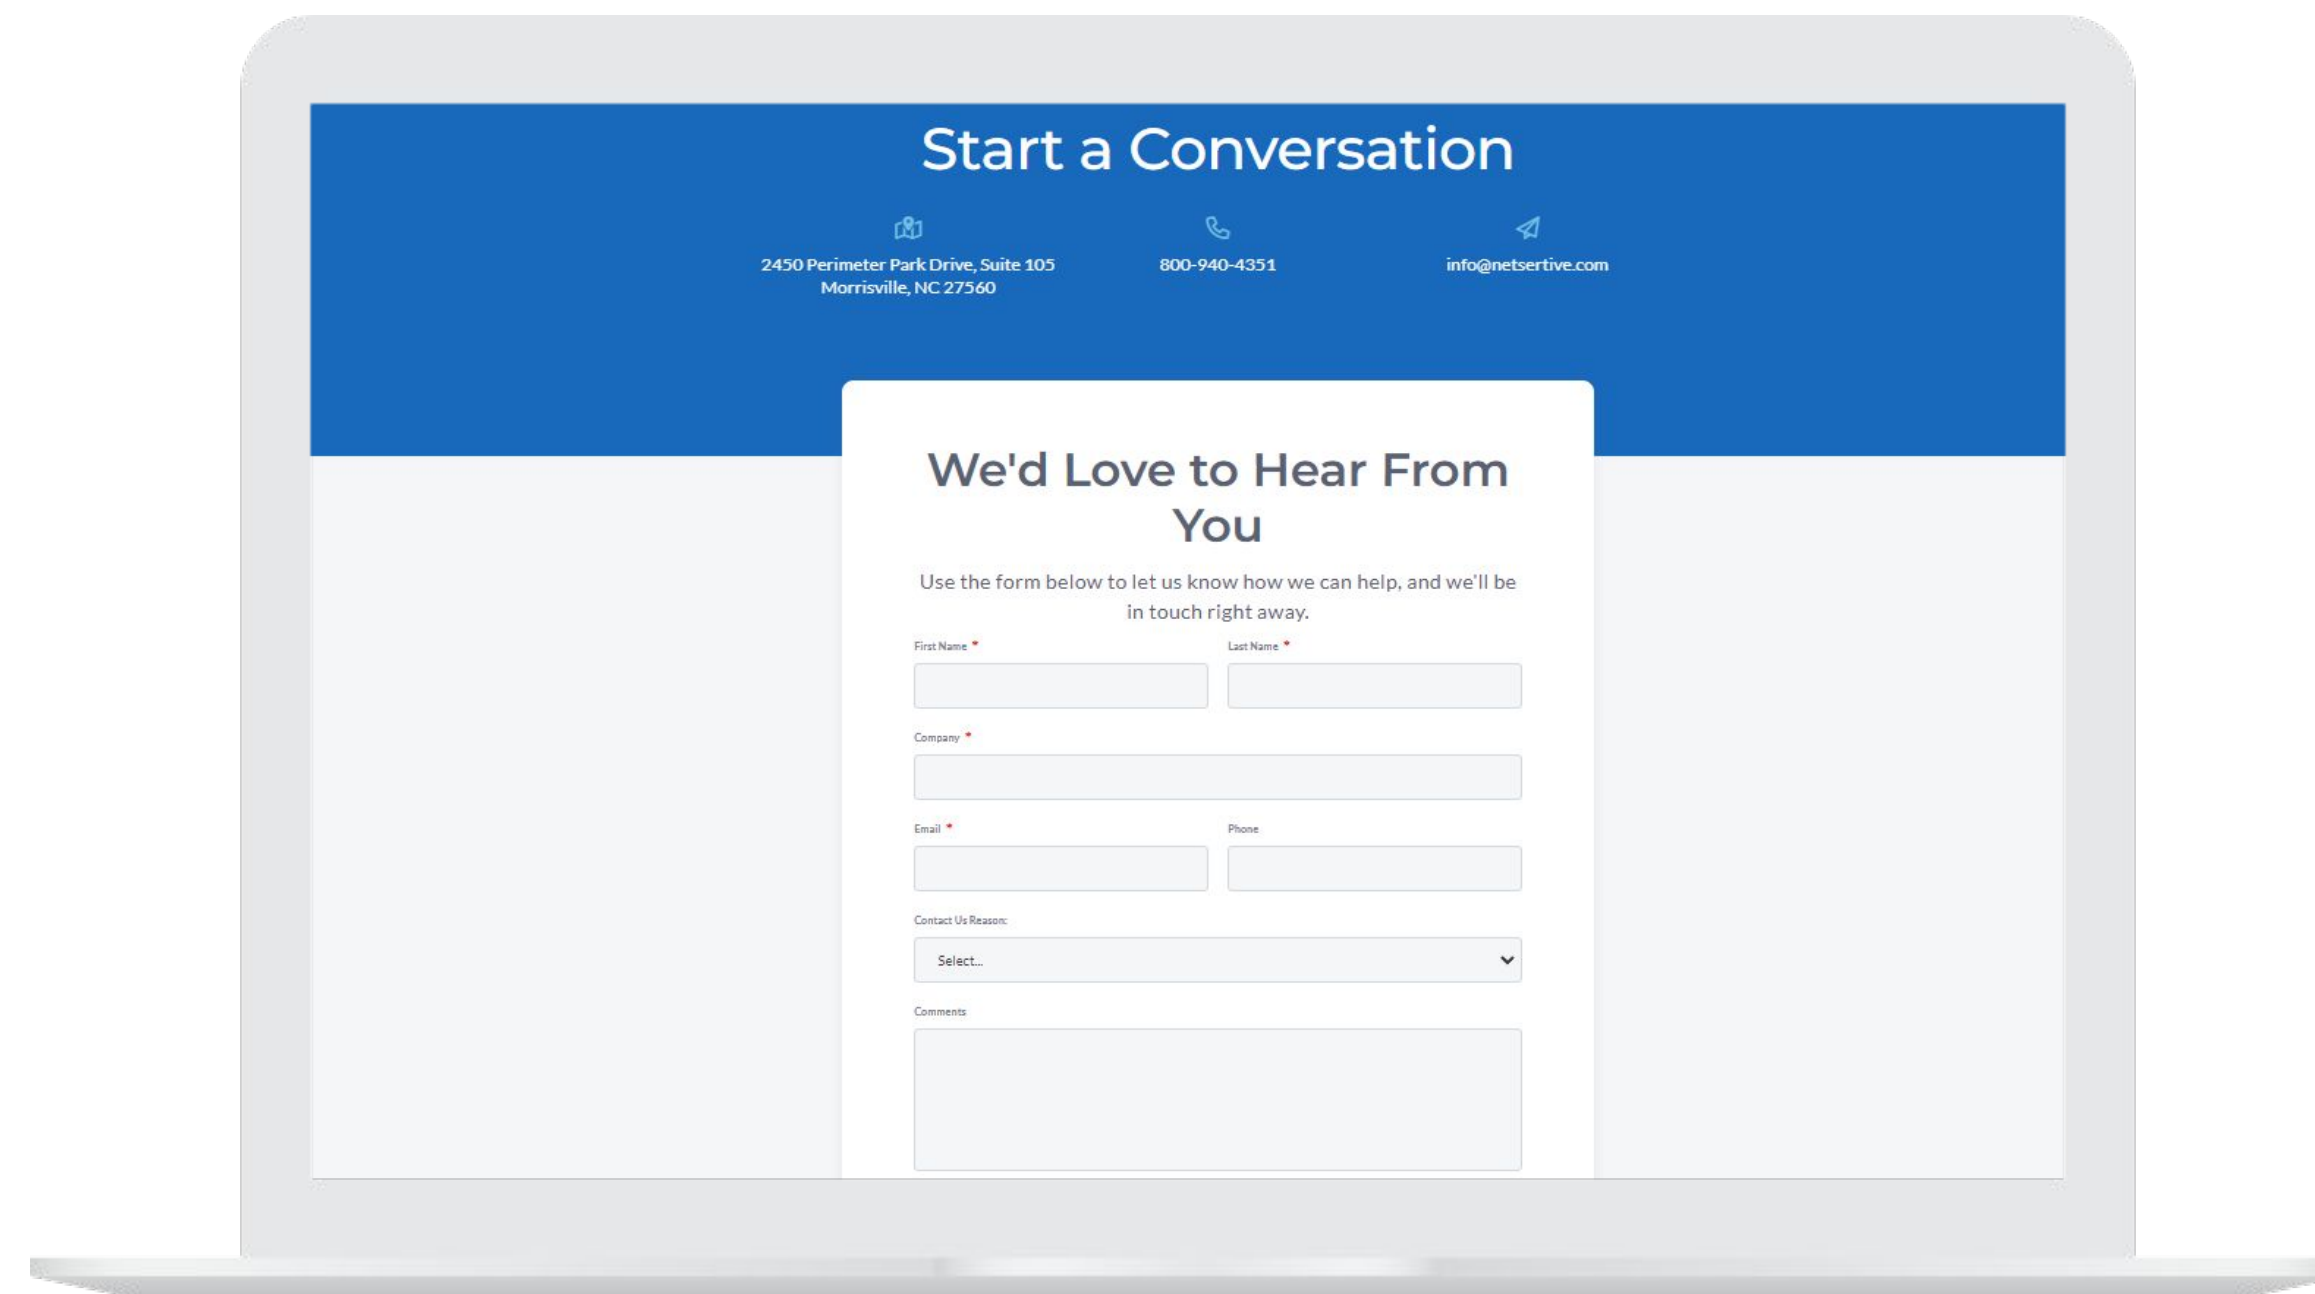 Start a Conversation
2450 Perimeter Park Drive, Suite 105
Morrisville, NC 27560
800-940-4351
info@netsertive.com
We'd Love to Hear From
You
Use the form below to let us know how we can help, and we'll be
in touch right away.
First Name *
Last Name *
Company *
Email *
Phone
Contact Us Reason:
Select...
Comments